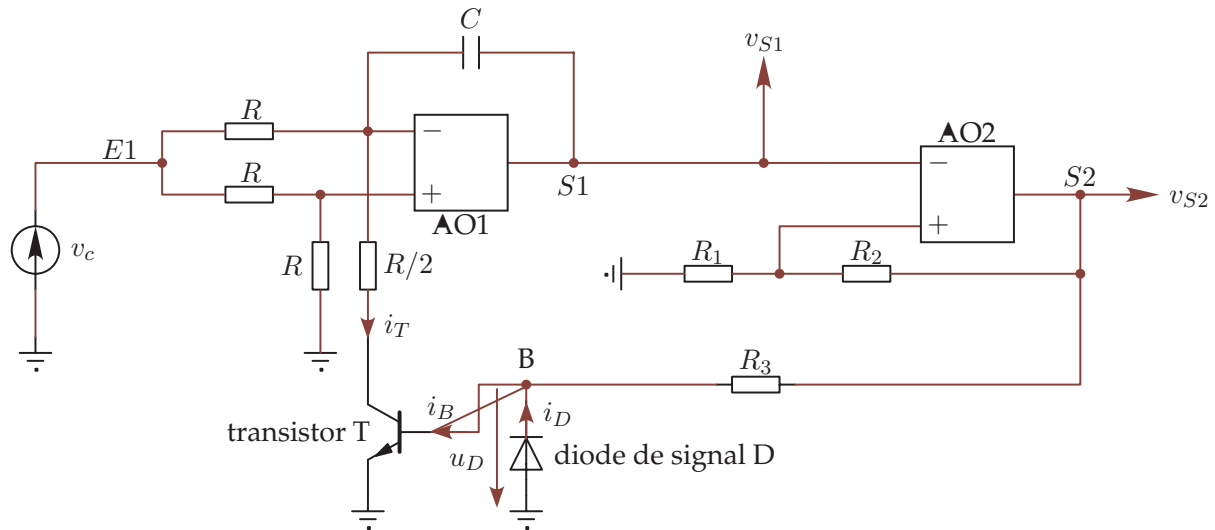 C
v_{S1}
R
AO1
AO2
E1
−
−
S1
S2
v_{S2}
R
+
+
v_c
R
R/2
R_1
R_2
i_T
B
R_3
i_B
i_D
transistor T
u_D
diode de signal D